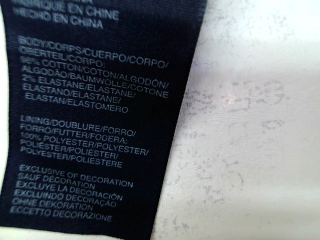 FABRIQUE EN CHINE
HECHO EN CHINA
BODY/CORPS/CUERPO/CORPO/
OBERTEIL/CORPO:
98% COTTON/COTON/ALGODÓN/
ALGODÃO/BAUMWOLLE/COTONE
2% ELASTANE/ELASTANE/
ELASTANO/ELASTANE/
ELASTAN/ELASTOMERO
LINING/DOUBLURE/FORRO/
FORRO/FUTTER/FODERA:
100% POLYESTER/POLYESTER/
POLIÉSTER/POLIESTER/
POLYESTER/POLIESTERE
EXCLUSIVE OF DECORATION
SAUF DÉCORATION
EXCLUYE LA DECORACIÓN
EXCLUINDO DECORAÇÃO
OHNE DEKORATION
ECCETTO DECORAZIONE